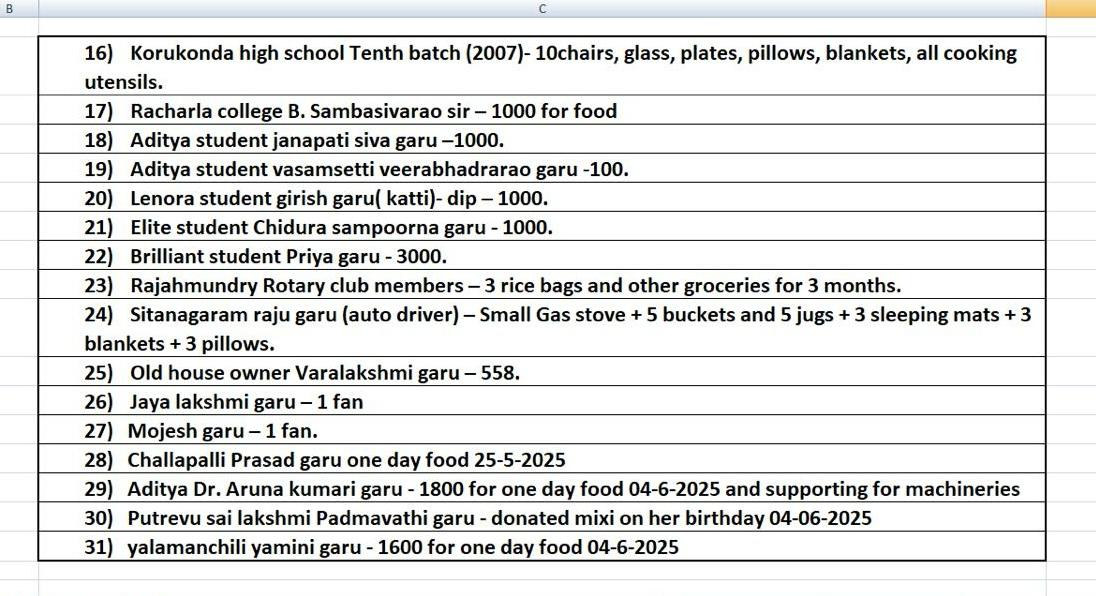 B C
16) Korukonda high school Tenth batch (2007)- 10chairs, glass, plates, pillows, blankets, all cooking
utensils.
17) Racharla college B. Sambasivarao sir – 1000 for food
18) Aditya student janapati siva garu –1000.
19) Aditya student vasamsetti veerabhadrarao garu -100.
20) Lenora student girish garu( katti)- dip – 1000.
21) Elite student Chidura sampoorna garu - 1000.
22) Brilliant student Priya garu - 3000.
23) Rajahmundry Rotary club members – 3 rice bags and other groceries for 3 months.
24) Sitanagaram raju garu (auto driver) – Small Gas stove + 5 buckets and 5 jugs + 3 sleeping mats + 3
blankets + 3 pillows.
25) Old house owner Varalakshmi garu – 558.
26) Jaya lakshmi garu – 1 fan
27) Mojesh garu – 1 fan.
28) Challapalli Prasad garu one day food 25-5-2025
29) Aditya Dr. Aruna kumari garu - 1800 for one day food 04-6-2025 and supporting for machineries
30) Putrevu sai lakshmi Padmavathi garu - donated mixi on her birthday 04-06-2025
31) yalamanchili yamini garu - 1600 for one day food 04-6-2025